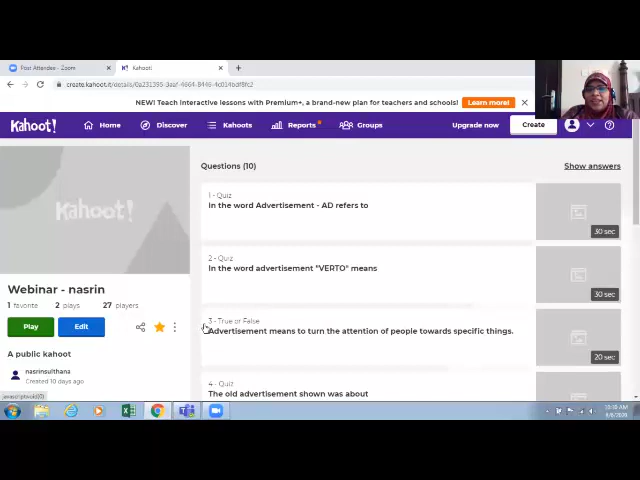 Post Attendee - Zoom
Kahoot!
create.kahoot.it/details/
NEW! Teach interactive lessons with Premium+, a brand-new plan for teachers and schools!
Learn more!
Kahoot!
Home
Discover
Kahoots
Reports
Groups
Upgrade now
Create
Kahoot!
Questions (10)
Show answers
1 - Quiz
In the word Advertisement - AD refers to
30 sec
2 - Quiz
In the word advertisement "VERTO" means
30 sec
Webinar - nasrin
1 favorite 2 plays 27 players
Play
Edit
3 - True or False
Advertisement means to turn the attention of people towards specific things.
20 sec
A public kahoot
nasrinsulthana
Created 10 days ago
4 - Quiz
The old advertisement shown was about
javascript:void(0)